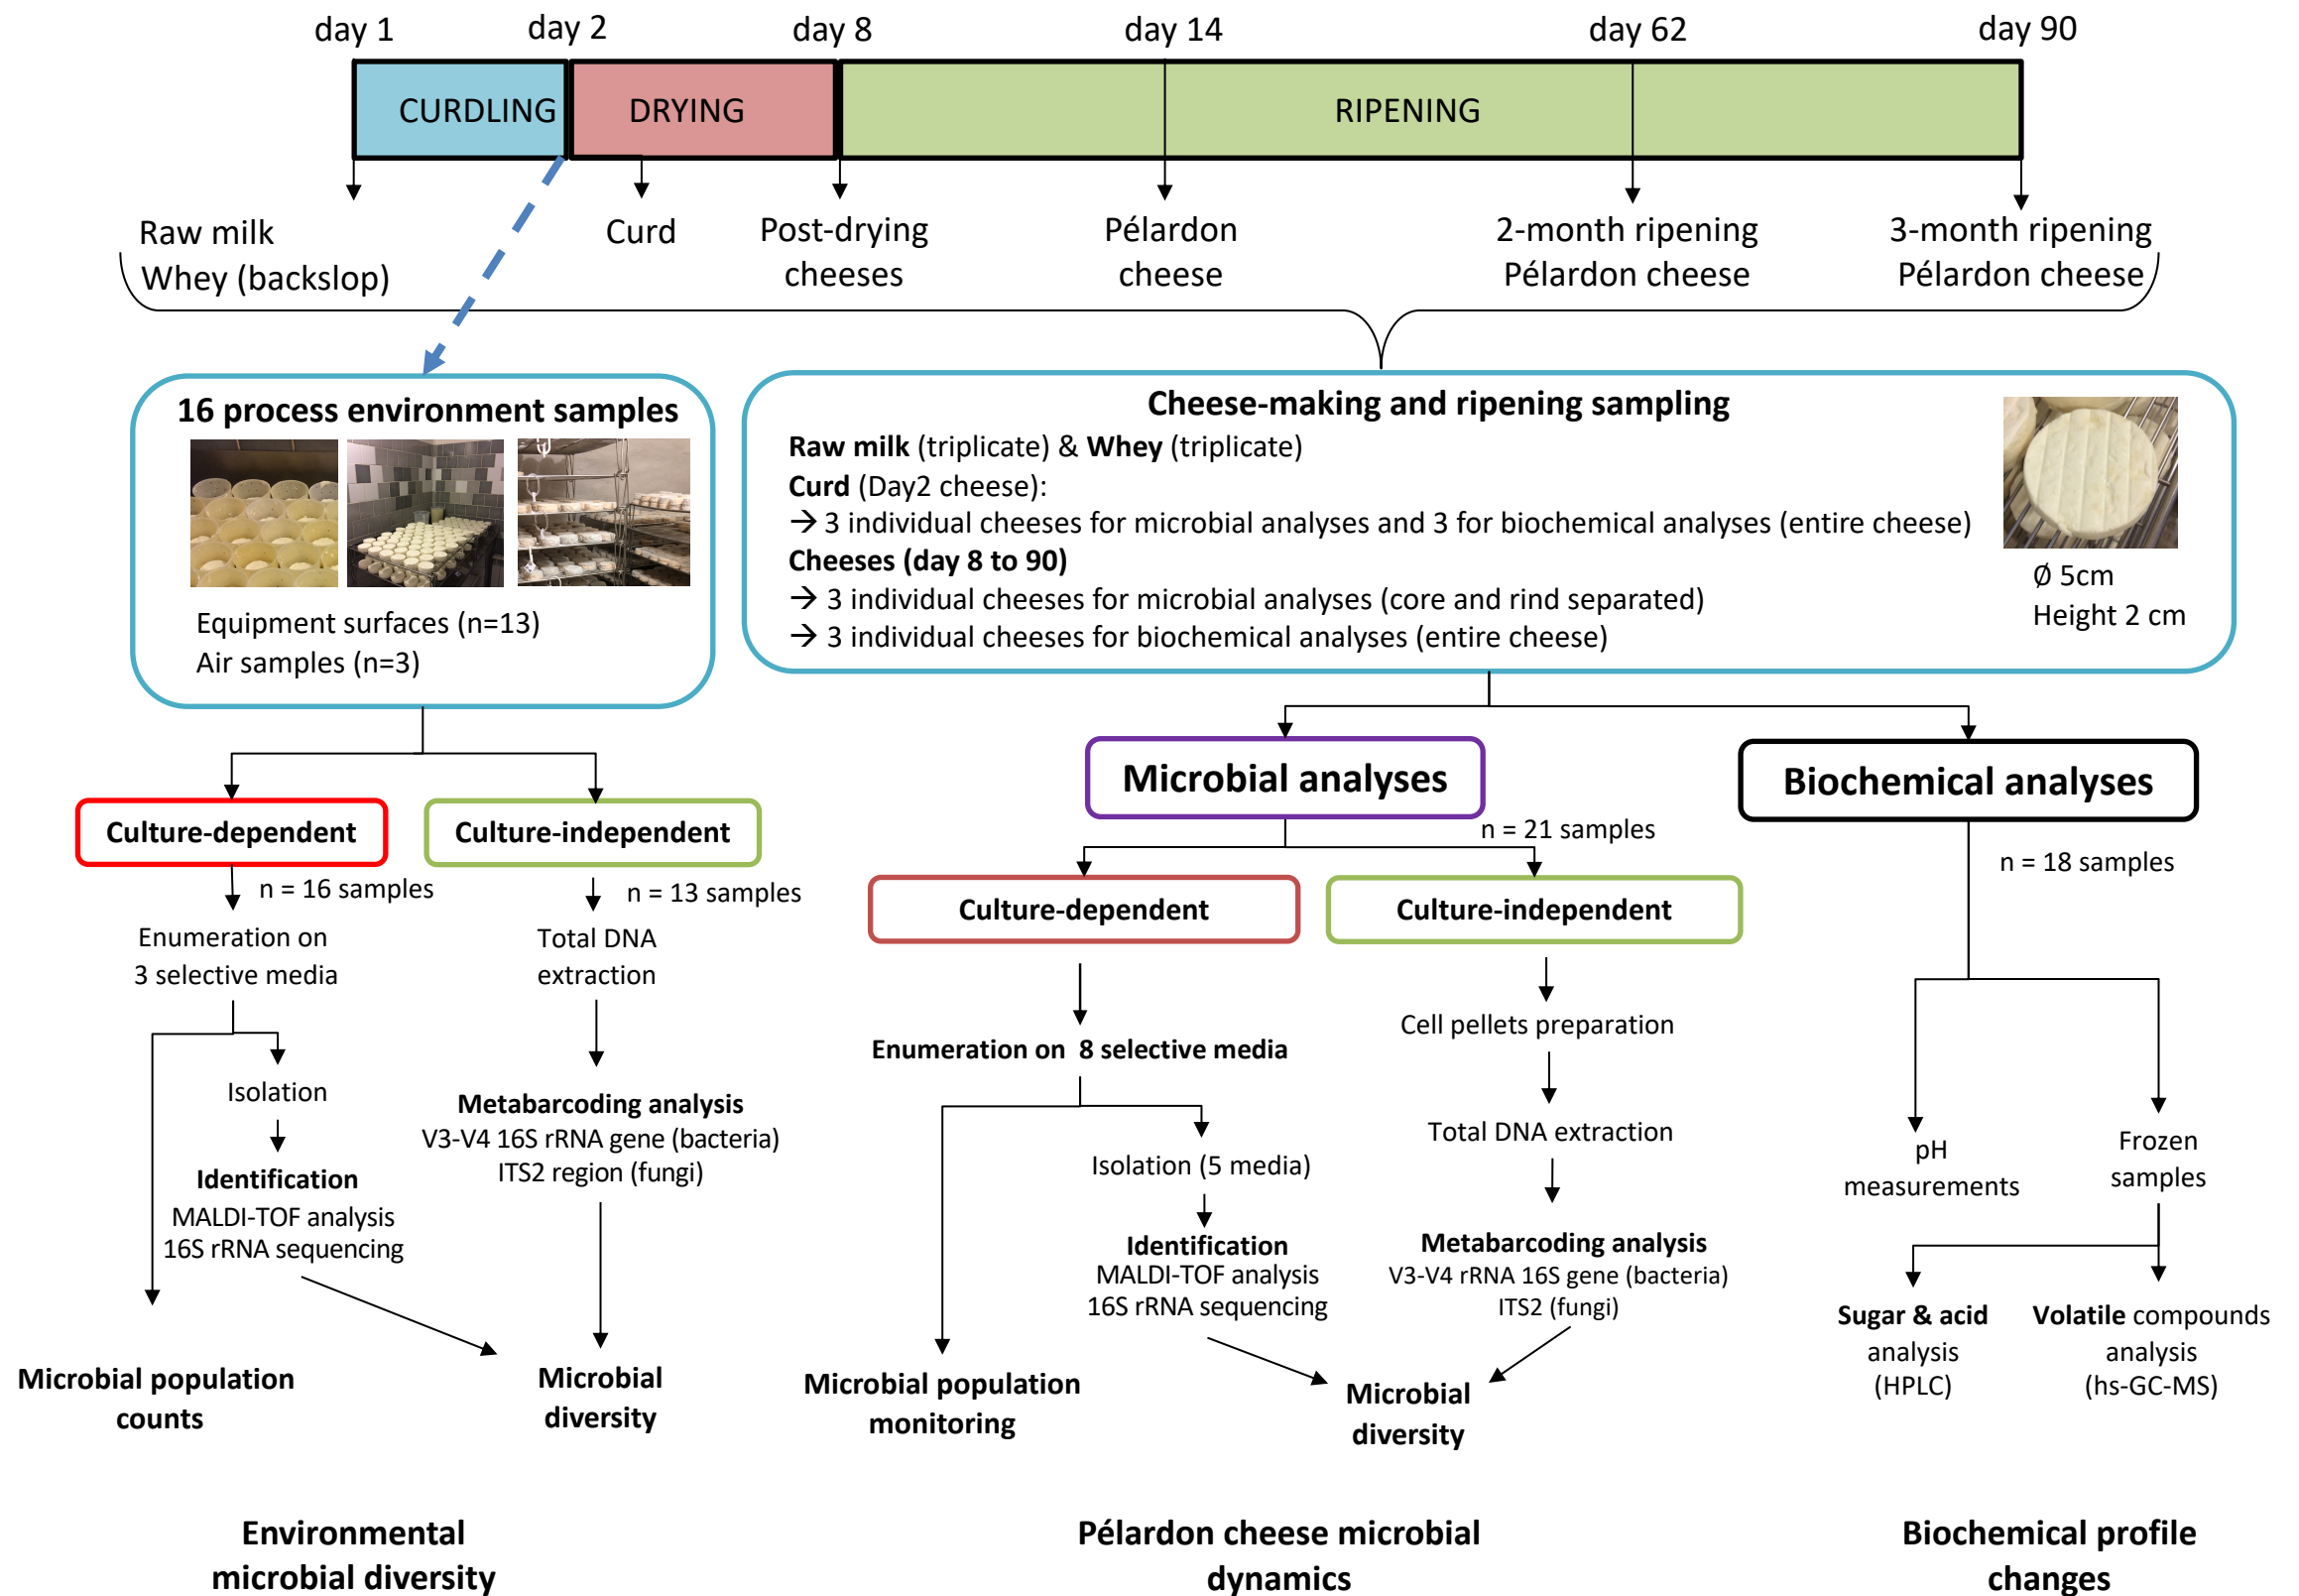 day 1
day 2
day 8
day 14
day 62
day 90
CURDLING
DRYING
RIPENING
Raw milk
Whey (backslop)
Curd
Post-drying
cheeses
Pélardon
cheese
2-month ripening
Pélardon cheese
3-month ripening
Pélardon cheese
16 process environment samples
Equipment surfaces (n=13)
Air samples (n=3)
Cheese-making and ripening sampling
Raw milk (triplicate) & Whey (triplicate)
Curd (Day2 cheese):
→ 3 individual cheeses for microbial analyses and 3 for biochemical analyses (entire cheese)
Cheeses (day 8 to 90)
→ 3 individual cheeses for microbial analyses (core and rind separated)
→ 3 individual cheeses for biochemical analyses (entire cheese)
Ø 5cm
Height 2 cm
Culture-dependent
n = 16 samples
Enumeration on
3 selective media
Isolation
Identification
MALDI-TOF analysis
16S rRNA sequencing
Microbial population
counts
Culture-independent
n = 13 samples
Total DNA
extraction
Metabarcoding analysis
V3-V4 16S rRNA gene (bacteria)
ITS2 region (fungi)
Microbial
diversity
Microbial analyses
n = 21 samples
Culture-dependent
Enumeration on 8 selective media
Isolation (5 media)
Identification
MALDI-TOF analysis
16S rRNA sequencing
Microbial population
monitoring
Culture-independent
Cell pellets preparation
Total DNA extraction
Metabarcoding analysis
V3-V4 rRNA 16S gene (bacteria)
ITS2 (fungi)
Microbial
diversity
Biochemical analyses
n = 18 samples
pH
measurements
Frozen
samples
Sugar & acid
analysis
(HPLC)
Volatile compounds
analysis
(hs-GC-MS)
Environmental
microbial diversity
Pélardon cheese microbial
dynamics
Biochemical profile
changes